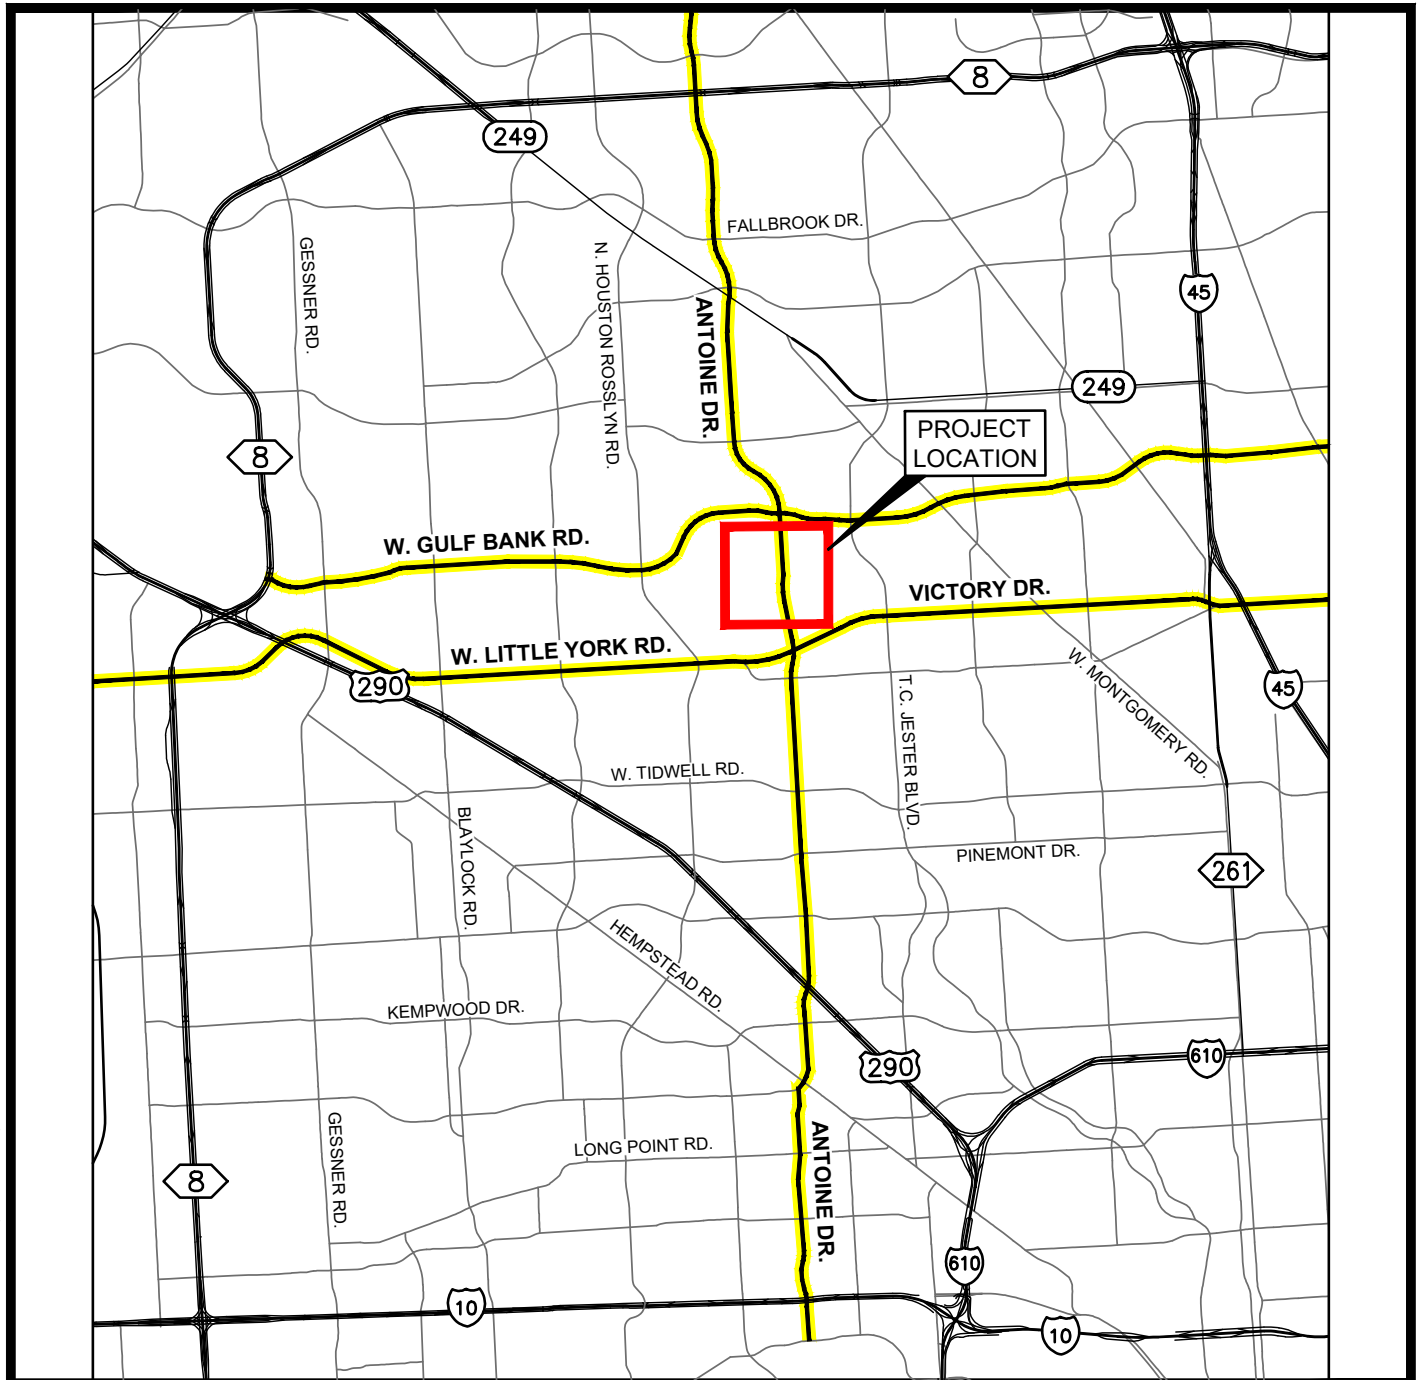 8
249
FALLBROOK DR.
GESSNER RD.
N. HOUSTON ROSSLYN RD.
45
ANTOINE DR.
249
PROJECT
LOCATION
8
W. GULF BANK RD.
VICTORY DR.
W. LITTLE YORK RD.
290
W. MONTGOMERY RD.
45
T.C. JESTER BLVD.
W. TIDWELL RD.
BLAYLOCK RD.
PINEMONT DR.
261
HEMPSTEAD RD.
KEMPWOOD DR.
290
610
GESSNER RD.
LONG POINT RD.
ANTOINE DR.
8
610
10
10